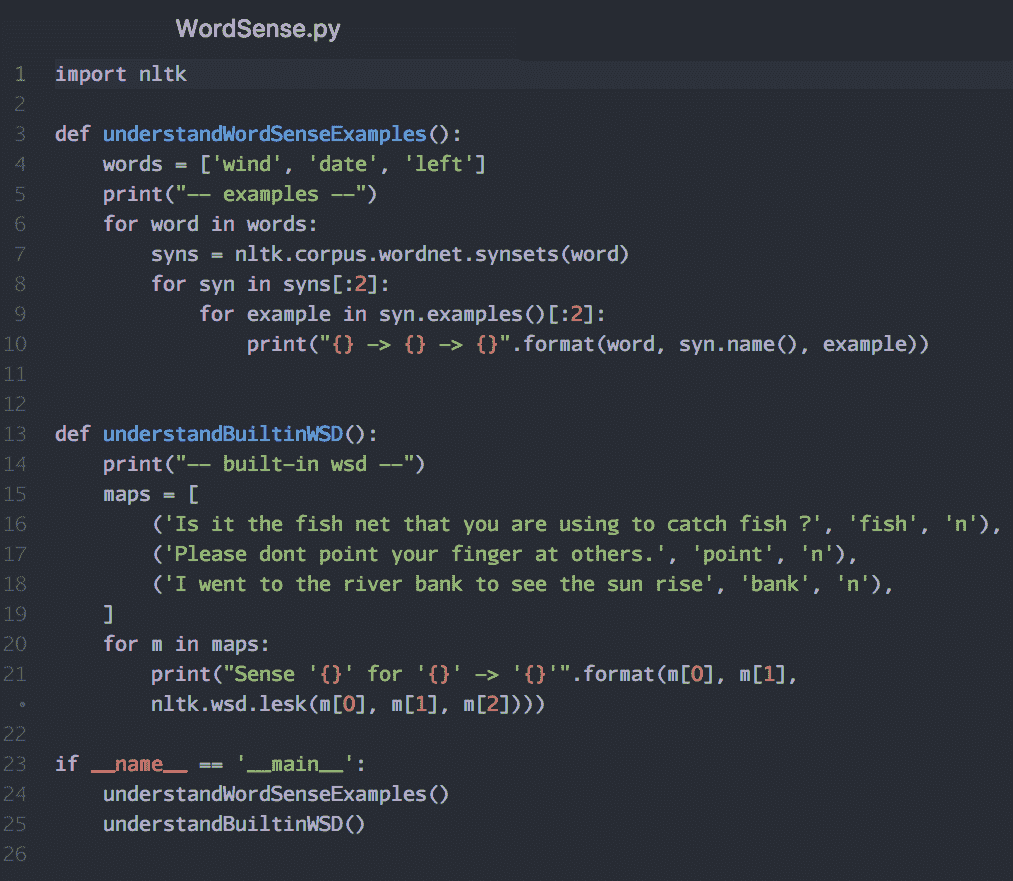 WordSense.py
1 import nltk
2
3 def understandWordSenseExamples():
4     words = ['wind', 'date', 'left']
5     print("-- examples --")
6     for word in words:
7         syns = nltk.corpus.wordnet.synsets(word)
8         for syn in syns[:2]:
9             for example in syn.examples()[:2]:
10                 print("{} -> {} -> {}".format(word, syn.name(), example))
11
12
13 def understandBuiltinWSD():
14     print("-- built-in wsd --")
15     maps = [
16         ('Is it the fish net that you are using to catch fish ?', 'fish', 'n'),
17         ('Please dont point your finger at others.', 'point', 'n'),
18         ('I went to the river bank to see the sun rise', 'bank', 'n'),
19     ]
20     for m in maps:
21         print("Sense '{}' for '{}' -> '{}'".format(m[0], m[1],
•         nltk.wsd.lesk(m[0], m[1], m[2])))
22
23 if __name__ == '__main__':
24     understandWordSenseExamples()
25     understandBuiltinWSD()
26